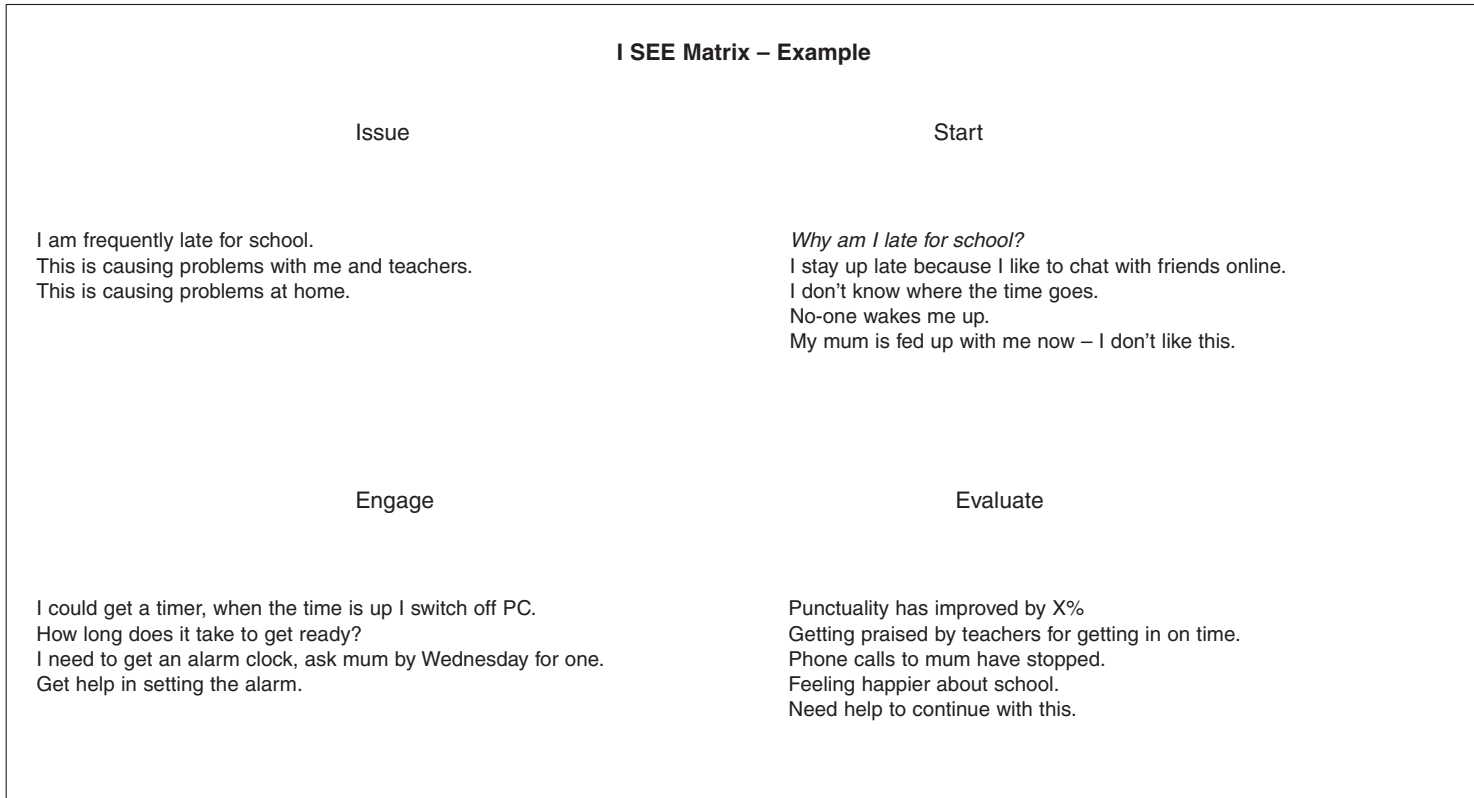 I SEE Matrix – Example
Issue
I am frequently late for school.
This is causing problems with me and teachers.
This is causing problems at home.
Start
Why am I late for school?
I stay up late because I like to chat with friends online.
I don’t know where the time goes.
No-one wakes me up.
My mum is fed up with me now – I don’t like this.
Engage
I could get a timer, when the time is up I switch off PC.
How long does it take to get ready?
I need to get an alarm clock, ask mum by Wednesday for one.
Get help in setting the alarm.
Evaluate
Punctuality has improved by X%
Getting praised by teachers for getting in on time.
Phone calls to mum have stopped.
Feeling happier about school.
Need help to continue with this.